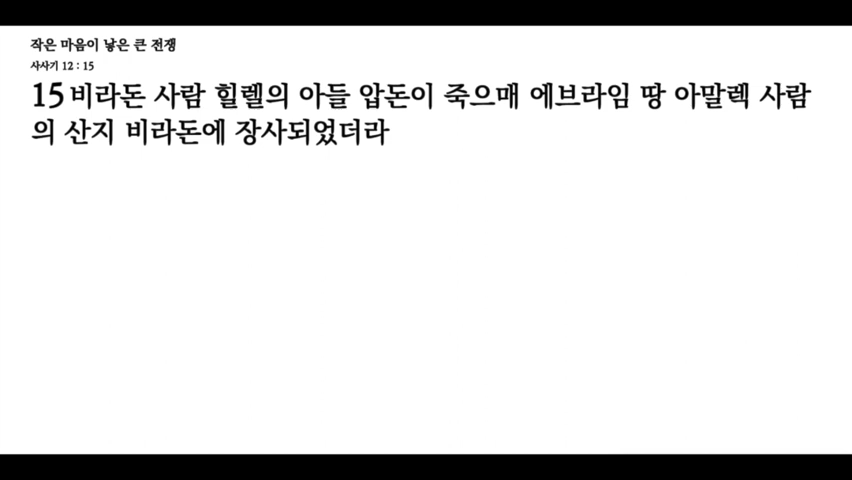 작은 마음이 낳은 큰 전쟁
사사기 12 : 15
15 비라돈 사람 힐렐의 아들 압돈이 죽으매 에브라임 땅 아말렉 사람
의 산지 비라돈에 장사되었더라